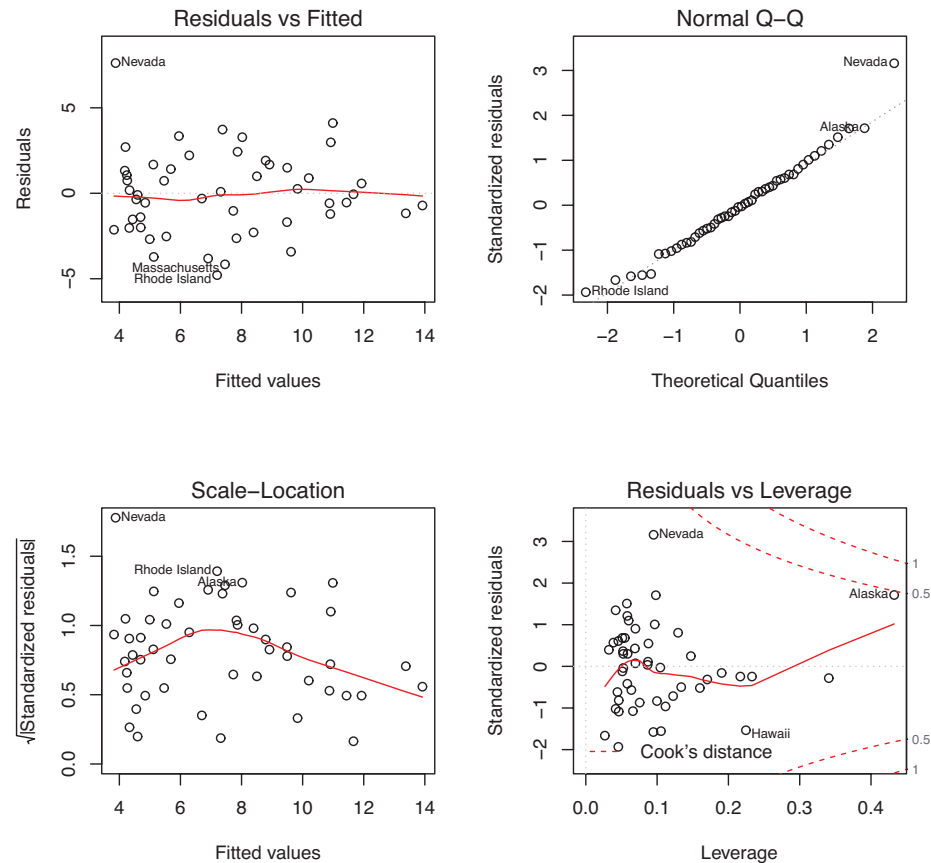 Residuals vs Fitted
Residuals
5
0
−5
Nevada
Massachusetts
Rhode Island
4 6 8 10 12 14
Fitted values
Normal Q−Q
Standardized residuals
3
2
1
0
−1
−2
Nevada
Alaska
Rhode Island
−2 −1 0 1 2
Theoretical Quantiles
Scale−Location
√|Standardized residuals|
1.5
1.0
0.5
0.0
Nevada
Rhode Island
Alaska
4 6 8 10 12 14
Fitted values
Residuals vs Leverage
Standardized residuals
3
2
1
0
−1
−2
Nevada
Alaska
Hawaii
Cook's distance
1
0.5
0.5
1
0.0 0.1 0.2 0.3 0.4
Leverage